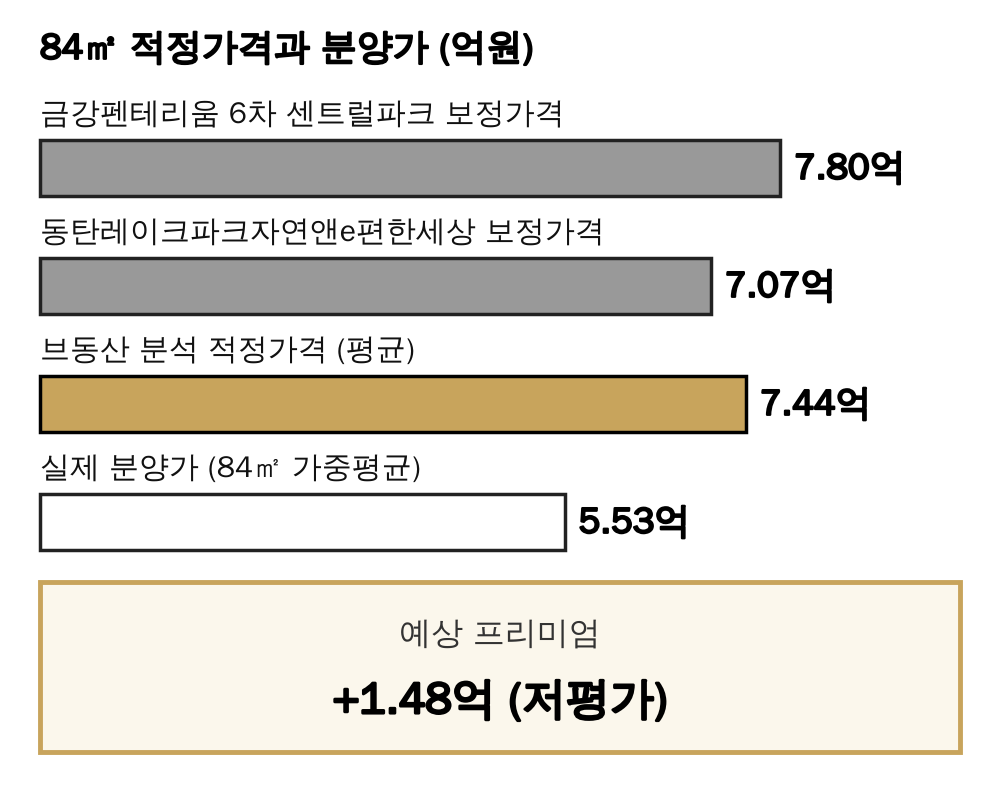 84㎡ 적정가격과 분양가 (억원)
금강펜테리움 6차 센트럴파크 보정가격
7.80억
동탄레이크파크자연앤e편한세상 보정가격
7.07억
브동산 분석 적정가격 (평균)
7.44억
실제 분양가 (84㎡ 가중평균)
5.53억
예상 프리미엄
+1.48억 (저평가)